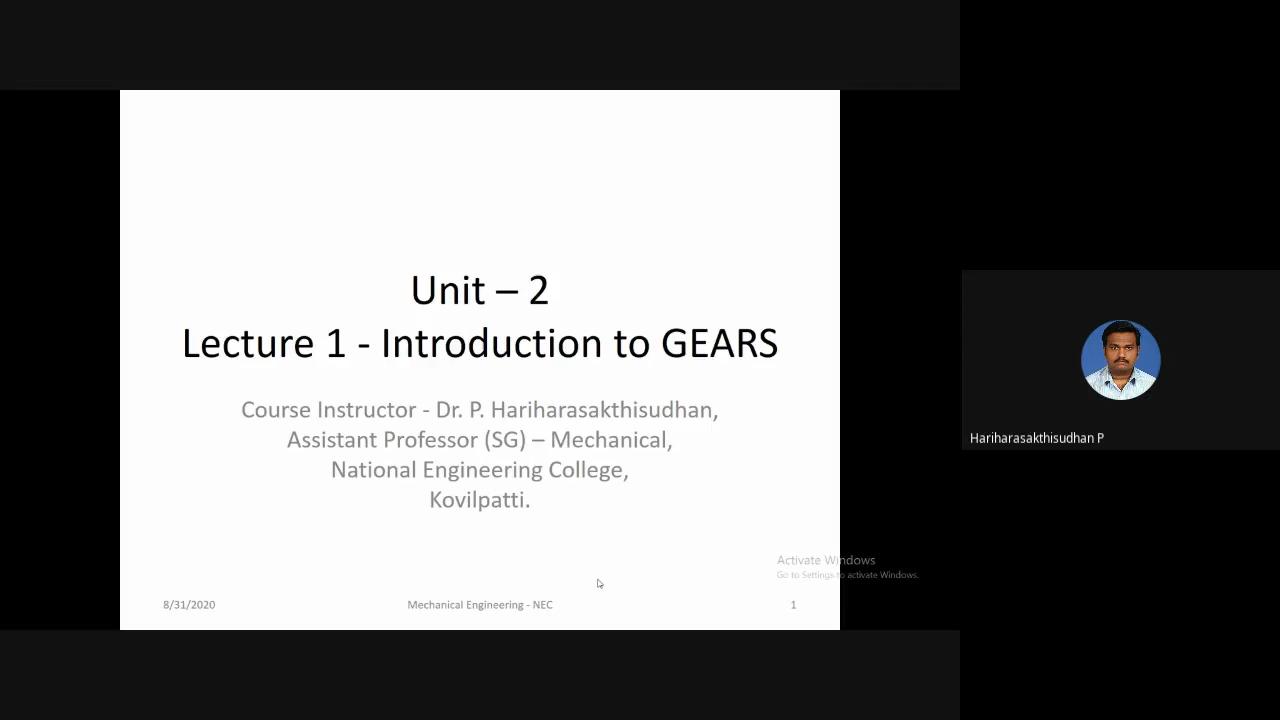 Unit – 2
Lecture 1 - Introduction to GEARS
Course Instructor - Dr. P. Hariharasakthisudhan,
Assistant Professor (SG) – Mechanical,
National Engineering College,
Kovilpatti.
Activate Windows
Go to Settings to activate Windows.
8/31/2020
Mechanical Engineering - NEC
1
Hariharasakthisudhan P